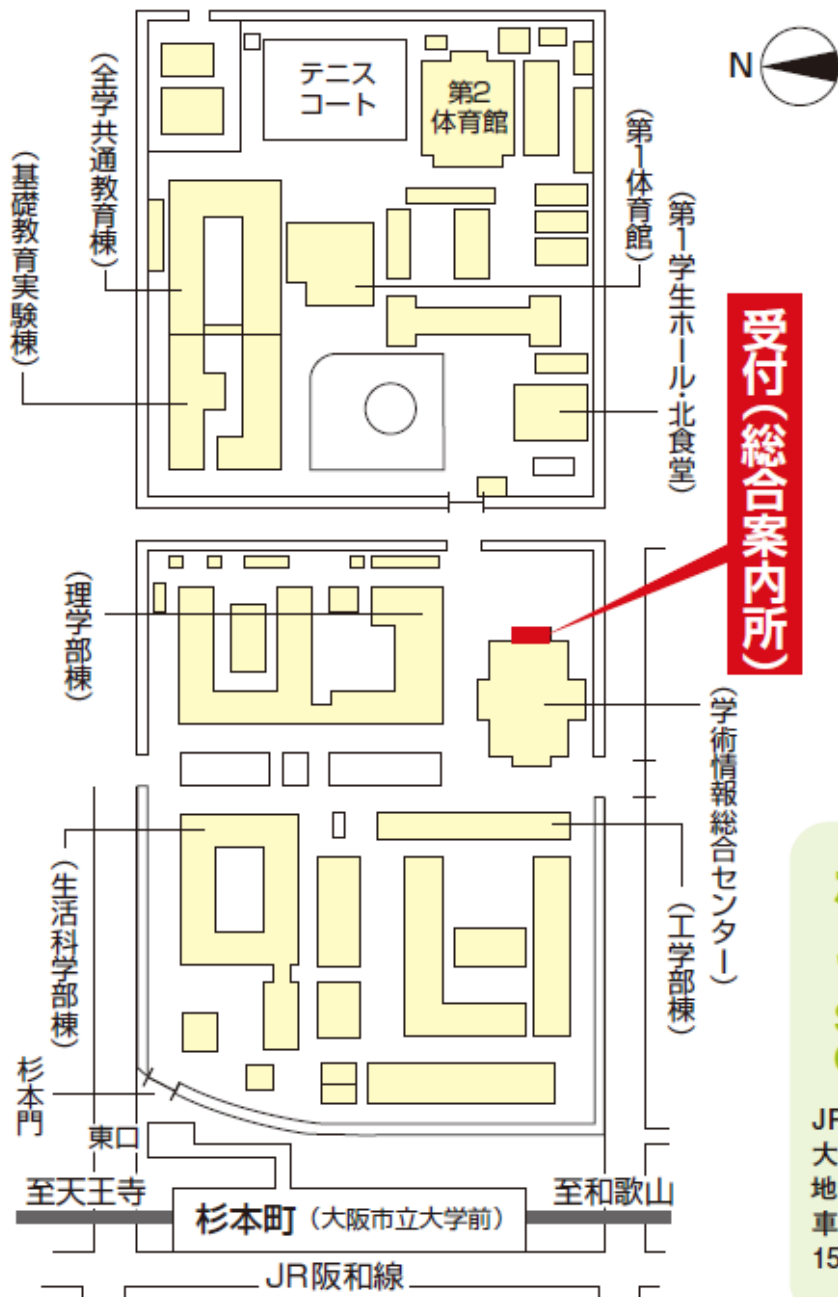 N
テニス
コート
第2
体育館
(全学共通教育棟)
(基礎教育実験棟)
(第1体育館)
(第1学生ホール・北食堂)
受付(総合案内所)
(理学部棟)
(学術情報総合センター)
(生活科学部棟)
(工学部棟)
杉本門
東口
至天王寺
杉本町(大阪市立大学前)
至和歌山
JR阪和線
JR
大
地
車
15